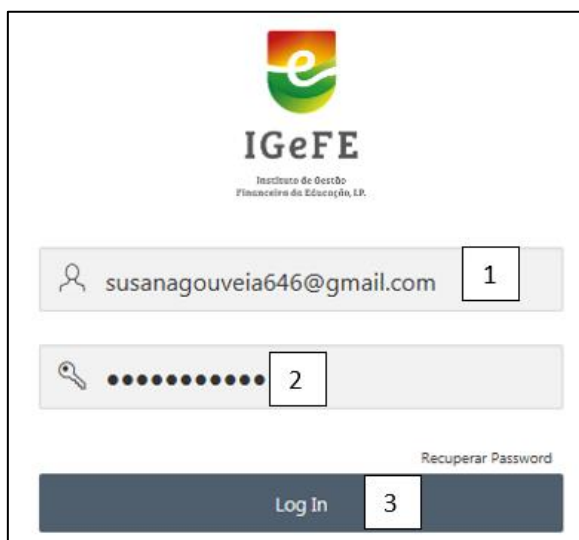 IGeFE
Instituto de Gestão
Financeira da Educação, I.P.
susanagouveia646@gmail.com 1
●●●●●●●●●●● 2
Recuperar Password
Log In 3